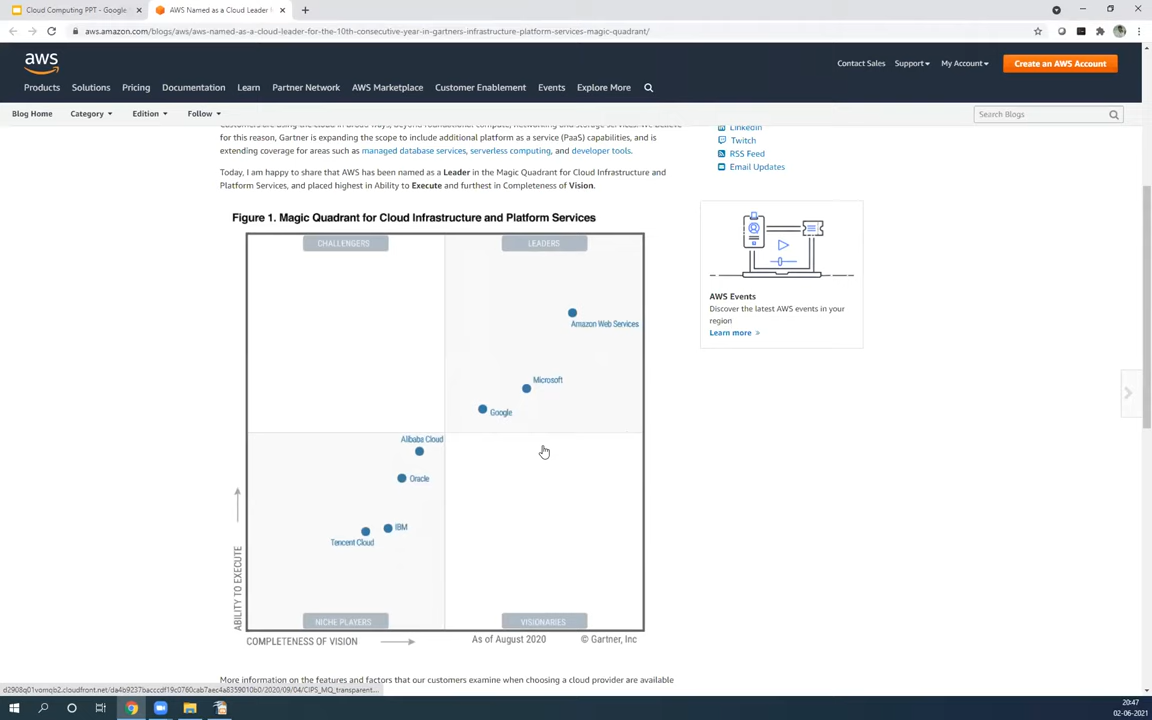 Cloud Computing PPT - Google
AWS Named as a Cloud Leader
aws.amazon.com/blogs/aws/aws-named-as-a-cloud-leader-for-the-10th-consecutive-year-in-gartners-infrastructure-platform-services-magic-quadrant/
aws
Contact Sales Support My Account Create an AWS Account
Products Solutions Pricing Documentation Learn Partner Network AWS Marketplace Customer Enablement Events Explore More
Blog Home Category Edition Follow Search Blogs
for this reason, Gartner is expanding the scope to include additional platform as a service (PaaS) capabilities, and is
extending coverage for areas such as managed database services, serverless computing, and developer tools.
Today, I am happy to share that AWS has been named as a Leader in the Magic Quadrant for Cloud Infrastructure and
Platform Services, and placed highest in Ability to Execute and furthest in Completeness of Vision.
LinkedIn
Twitch
RSS Feed
Email Updates
Figure 1. Magic Quadrant for Cloud Infrastructure and Platform Services
CHALLENGERS LEADERS
Amazon Web Services
Microsoft
Google
Alibaba Cloud
Oracle
IBM
Tencent Cloud
NICHE PLAYERS VISIONARIES
ABILITY TO EXECUTE
COMPLETENESS OF VISION
As of August 2020 © Gartner, Inc
AWS Events
Discover the latest AWS events in your
region
Learn more »
More information on the features and factors that our customers examine when choosing a cloud provider are available
20:47
02-06-2021